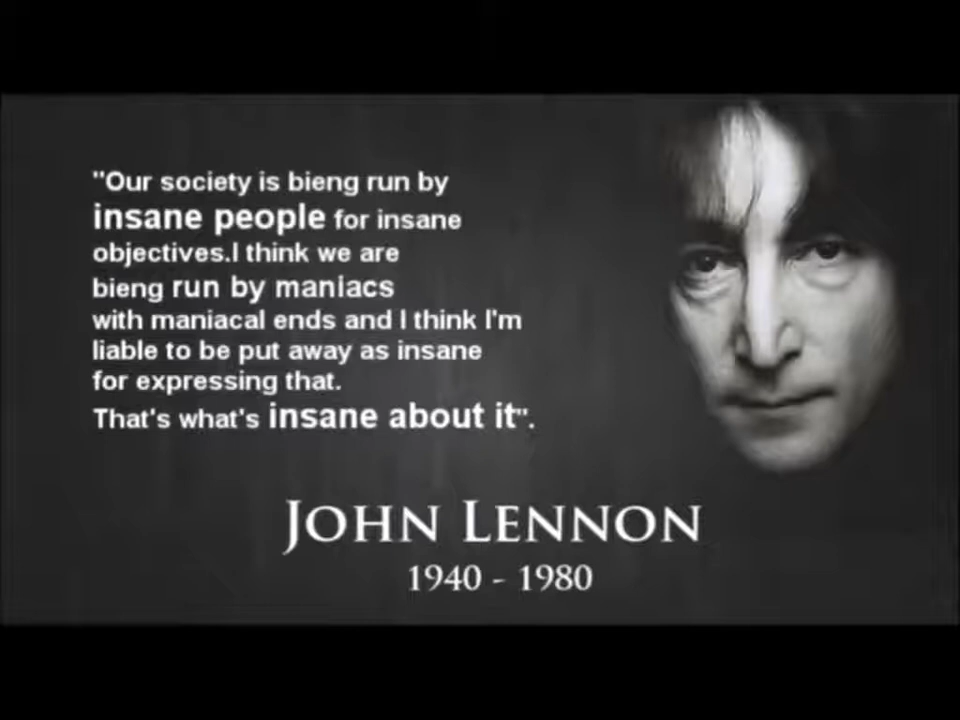 "Our society is bieng run by
insane people for insane
objectives.I think we are
bieng run by maniacs
with maniacal ends and I think I'm
liable to be put away as insane
for expressing that.
That's what's insane about it".
JOHN LENNON
1940 - 1980